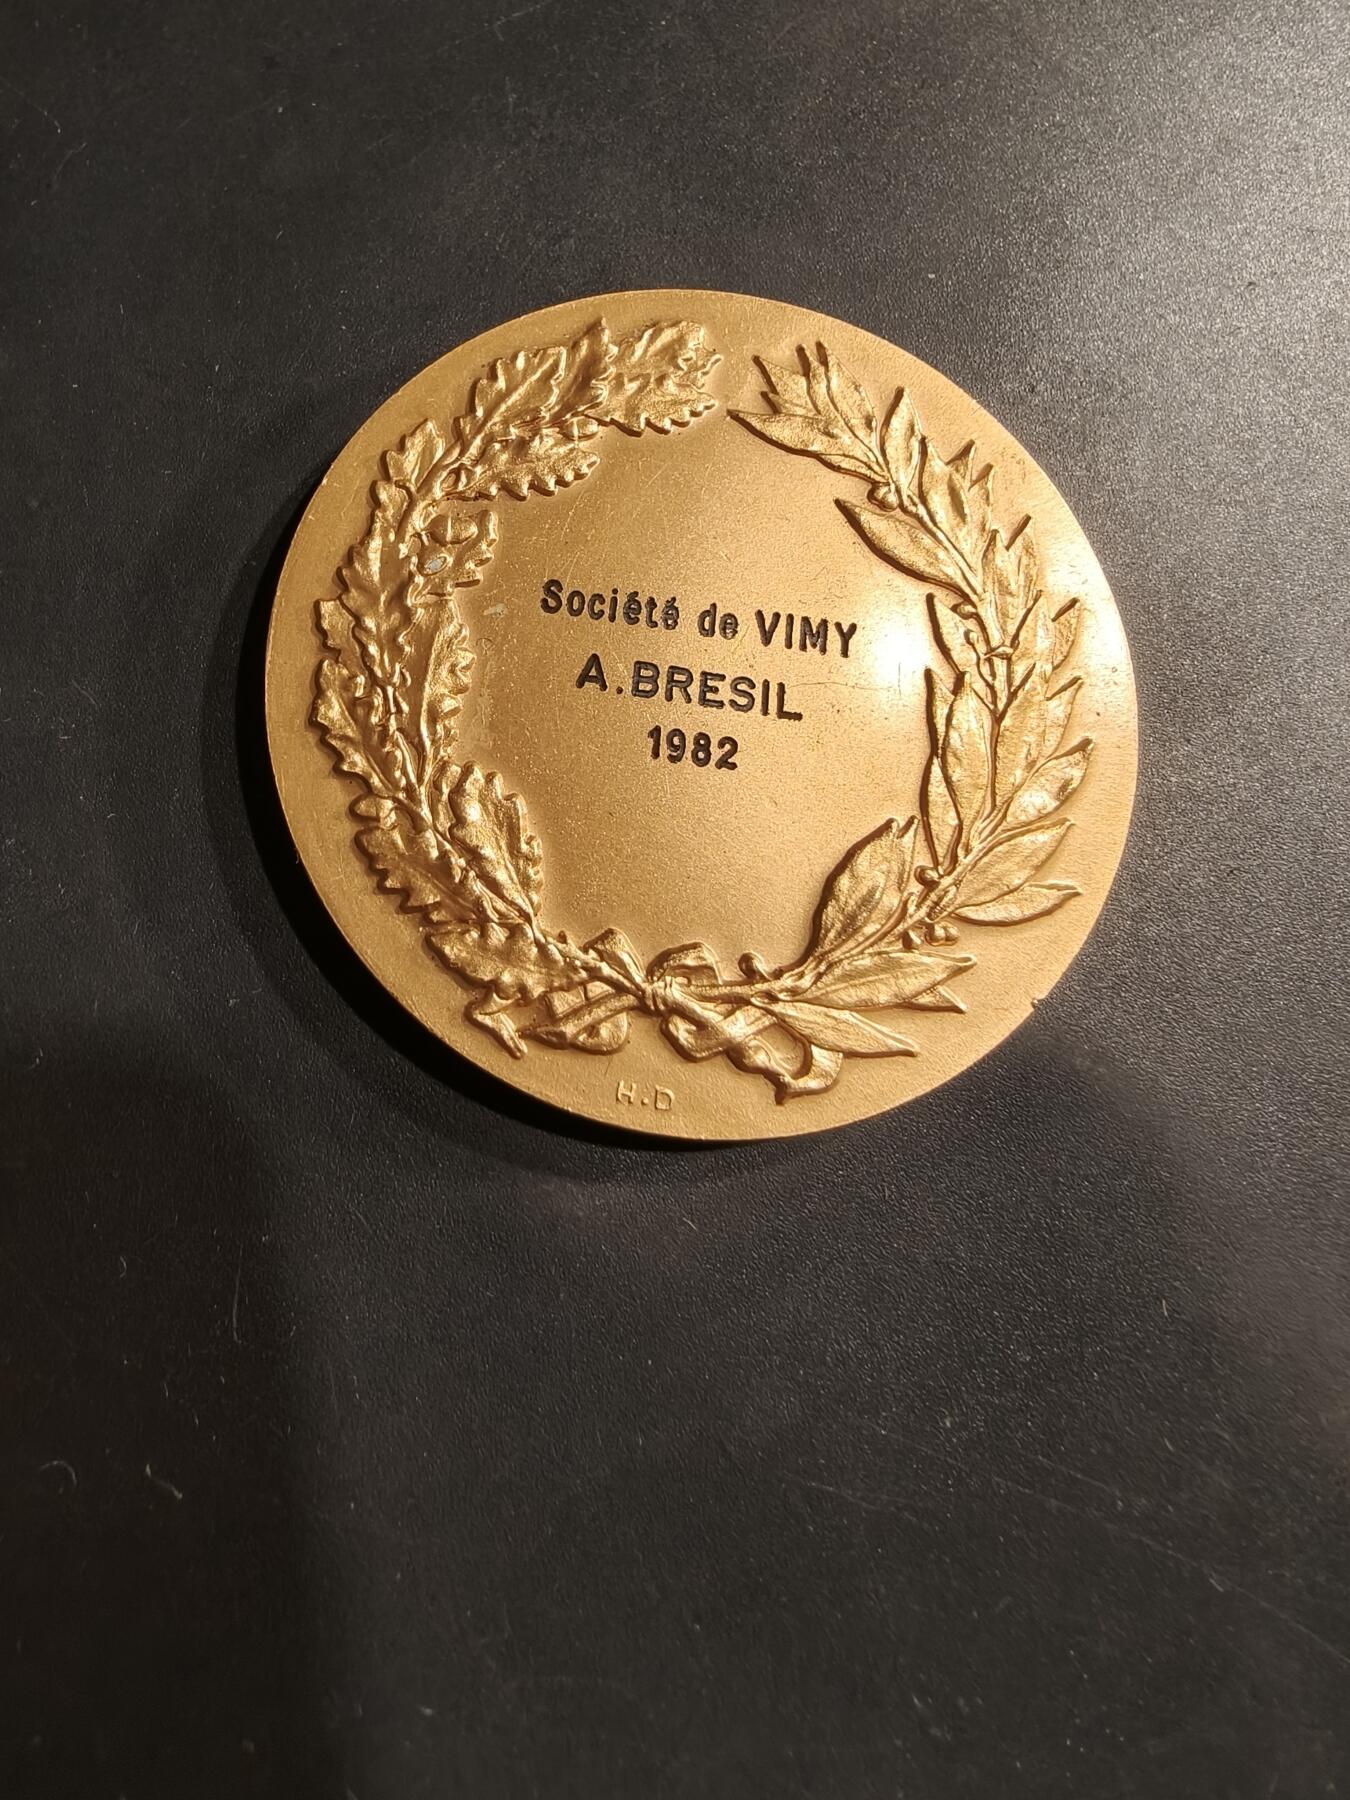 Société de VIMY
A.BRESIL
1982
H.D